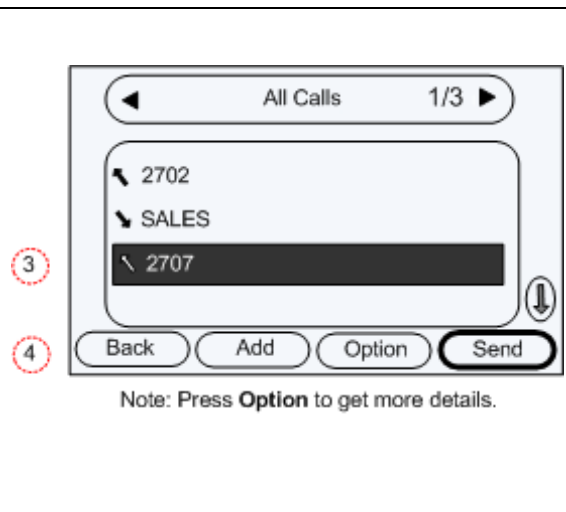 All Calls 1/3
2702
SALES
3 2707
4 Back Add Option Send
Note: Press Option to get more details.